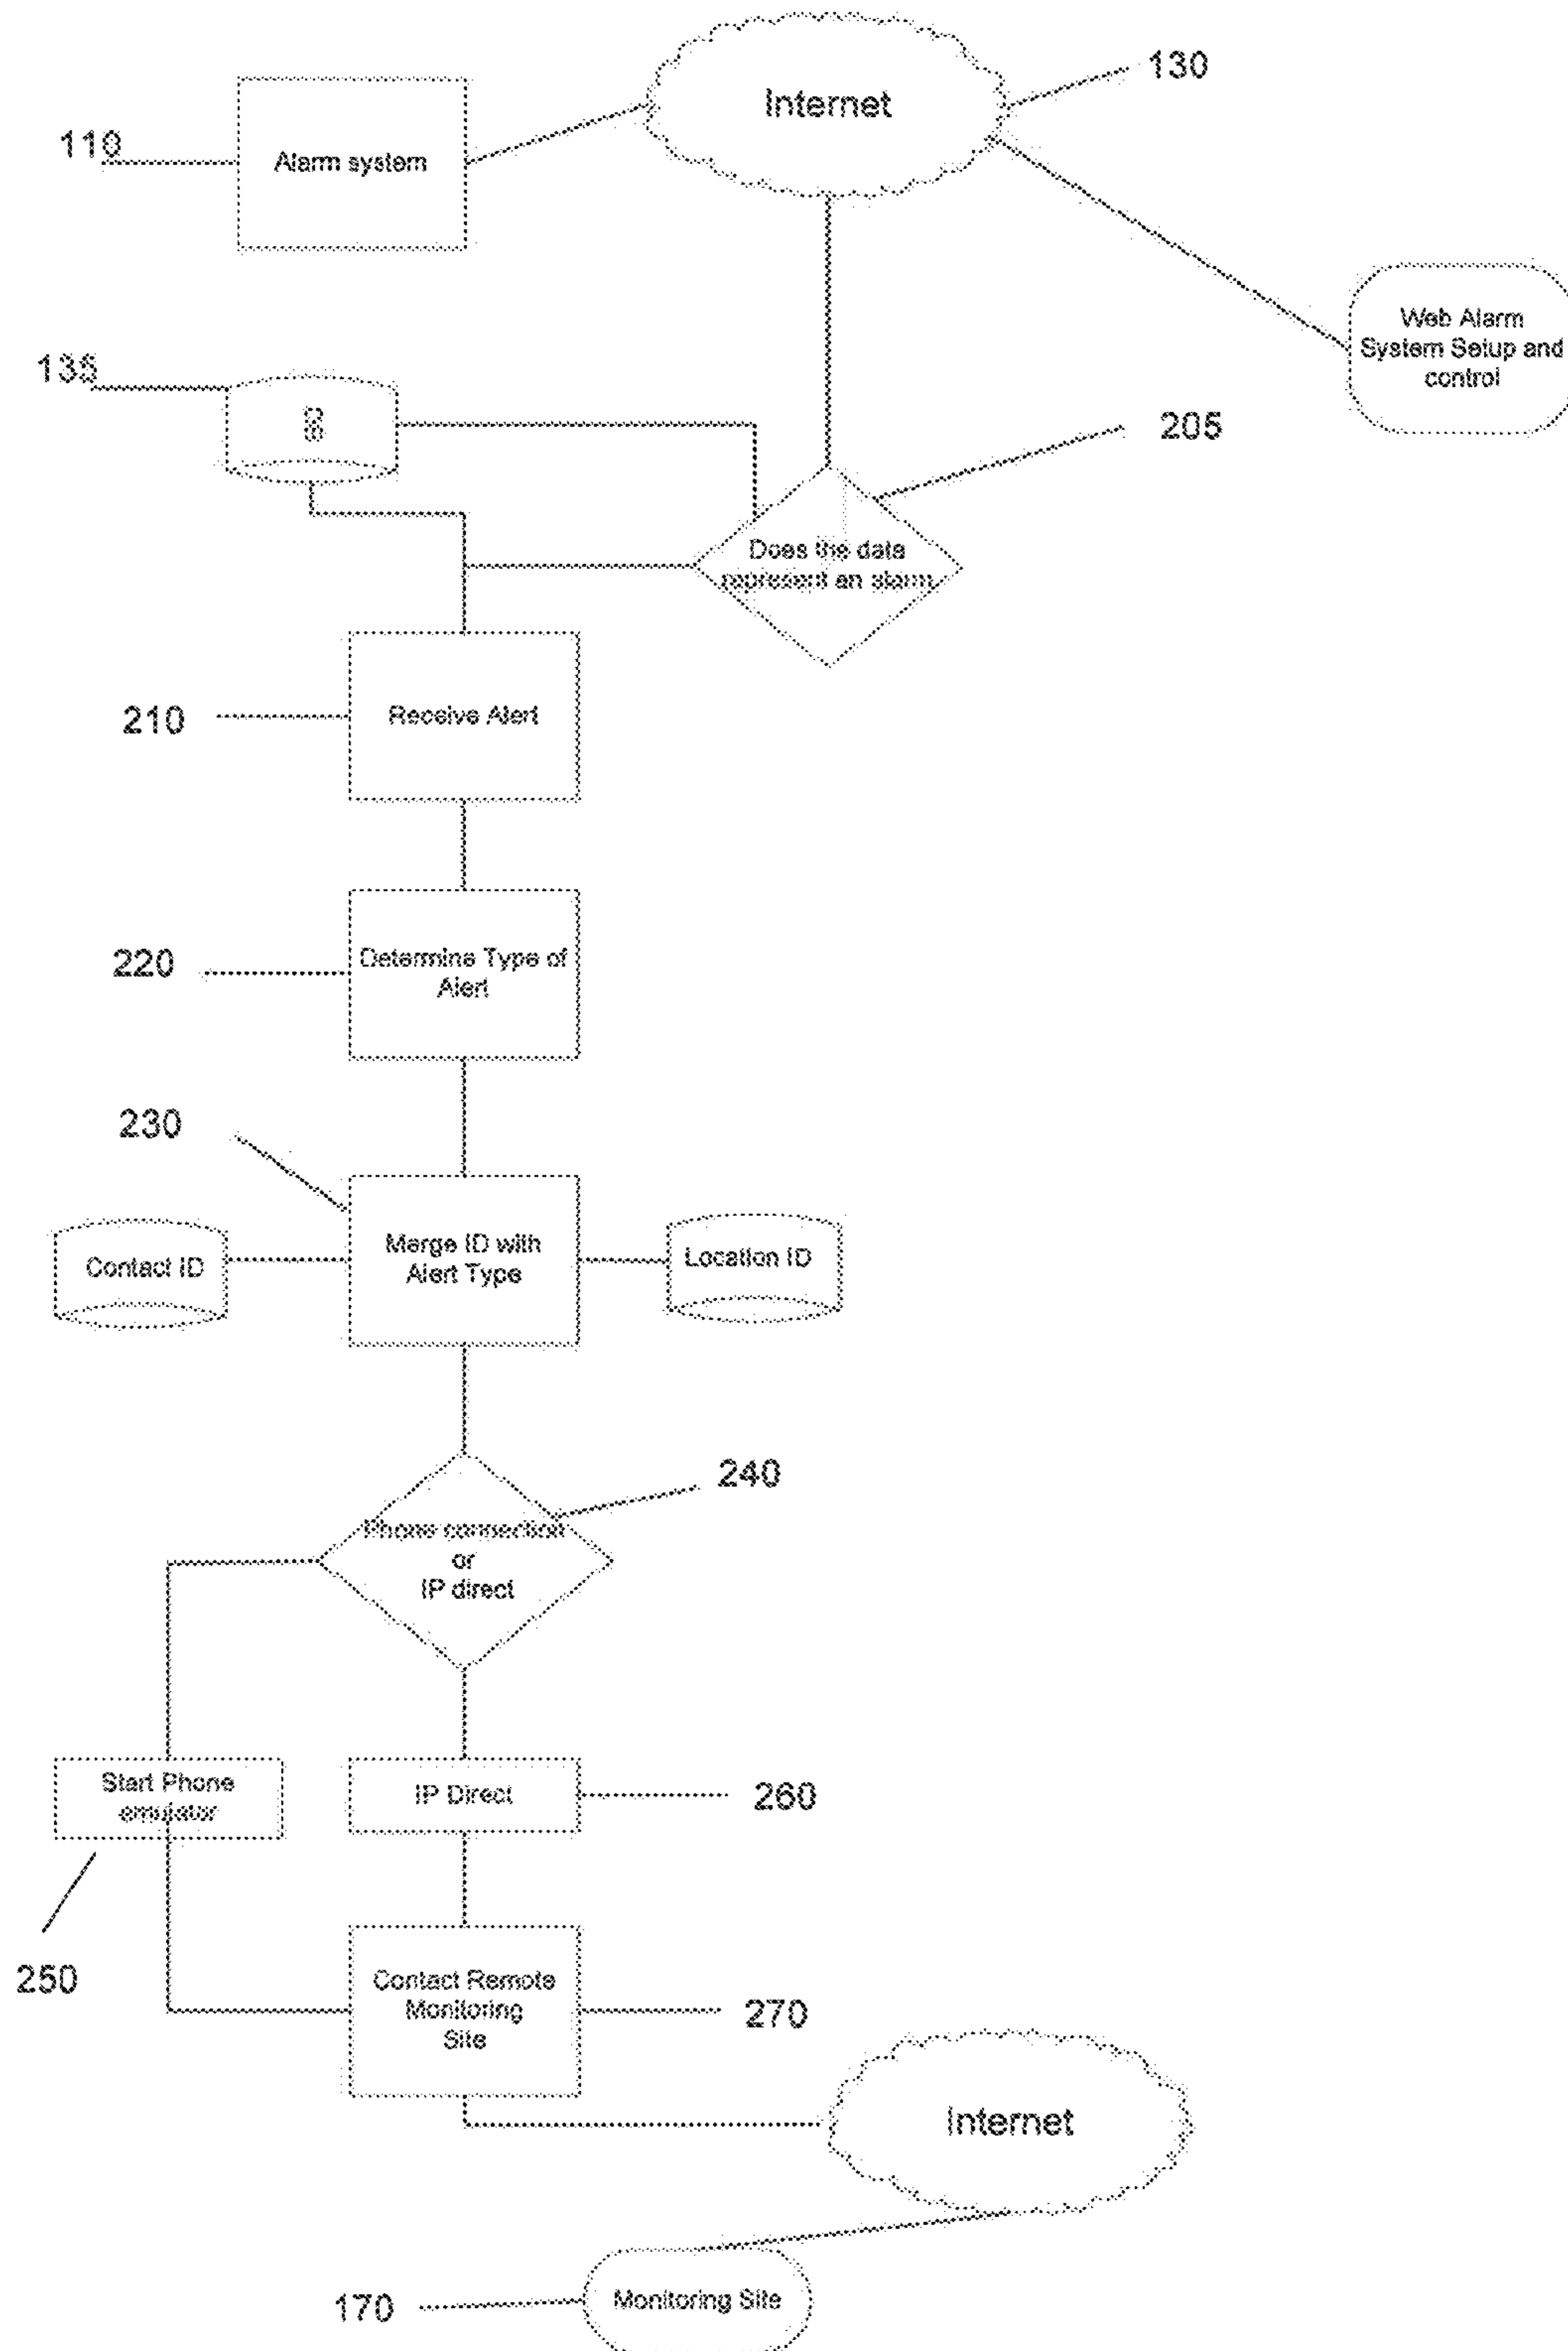 Internet
130
110
Alarm system
Web Alarm
System Setup and
control
135
205
Does the data
represent an alarm
210
Receive Alert
220
Determine Type of
Alert
230
Contact ID
Merge ID with
Alert Type
Location ID
240
Phone connection
or
IP direct
Start Phone
emulator
IP Direct
260
250
Contact Remote
Monitoring
Site
270
Internet
170
Monitoring Site